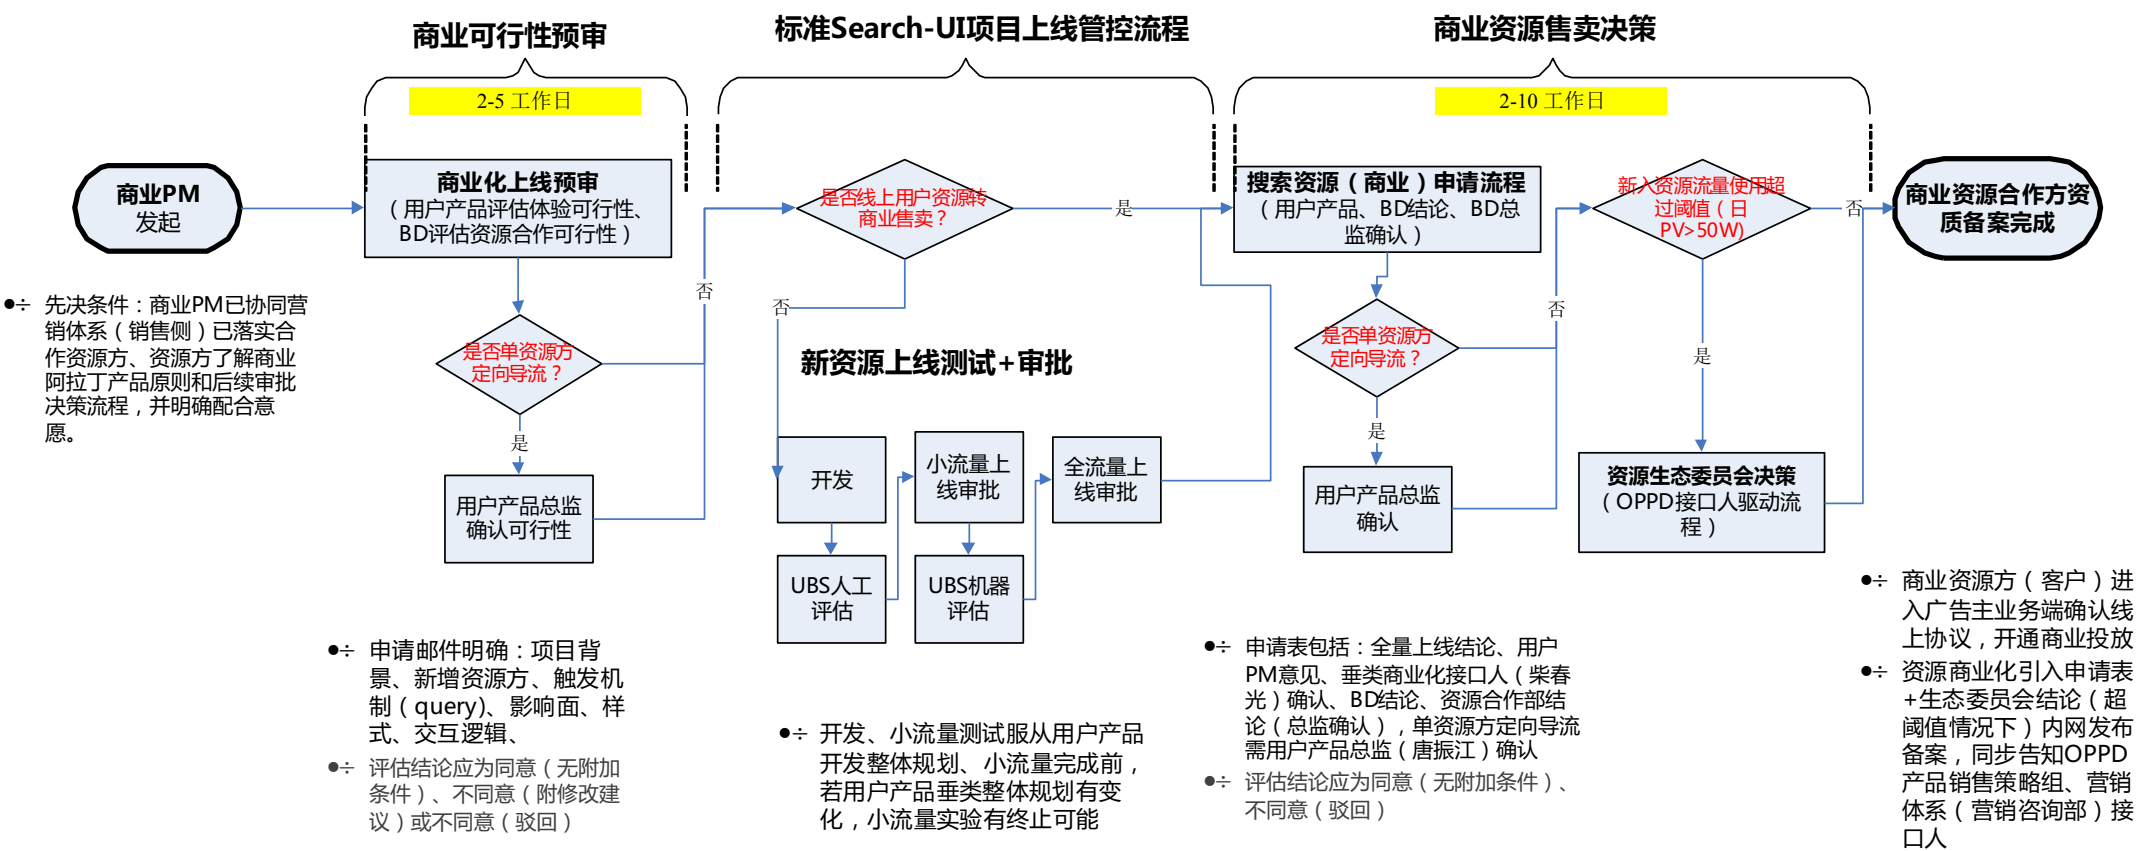 商业可行性预审
标准Search-UI项目上线管控流程
商业资源售卖决策
2-5 工作日
2-10 工作日
商业PM
发起
商业化上线预审
（用户产品评估体验可行性、
BD评估资源合作可行性）
是否线上用户资源转
商业售卖？
是
搜索资源（商业）申请流程
（用户产品、BD结论、BD总
监确认）
新入资源流量使用超
过阈值（日
PV>50W)
否
商业资源合作方资
质备案完成
先决条件：商业PM已协同营
销体系（销售侧）已落实合
作资源方、资源方了解商业
阿拉丁产品原则和后续审批
决策流程，并明确配合意
愿。
是否单资源方
定向导流？
否
是
用户产品总监
确认可行性
否
新资源上线测试+审批
开发
小流量上
线审批
全流量上
线审批
UBS人工
评估
UBS机器
评估
是否单资源方
定向导流？
否
是
用户产品总监
确认
是
资源生态委员会决策
（OPPD接口人驱动流
程）
申请邮件明确：项目背
景、新增资源方、触发机
制（query)、影响面、样
式、交互逻辑、
评估结论应为同意（无附加
条件）、不同意（附修改建
议）或不同意（驳回）
开发、小流量测试服从用户产品
开发整体规划、小流量完成前，
若用户产品垂类整体规划有变
化，小流量实验有终止可能
申请表包括：全量上线结论、用户
PM意见、垂类商业化接口人（柴春
光）确认、BD结论、资源合作部结
论（总监确认），单资源方定向导流
需用户产品总监（唐振江）确认
评估结论应为同意（无附加条件）、
不同意（驳回）
商业资源方（客户）进
入广告主业务端确认线
上协议，开通商业投放
资源商业化引入申请表
+生态委员会结论（超
阈值情况下）内网发布
备案，同步告知OPPD
产品销售策略组、营销
体系（营销咨询部）接
口人